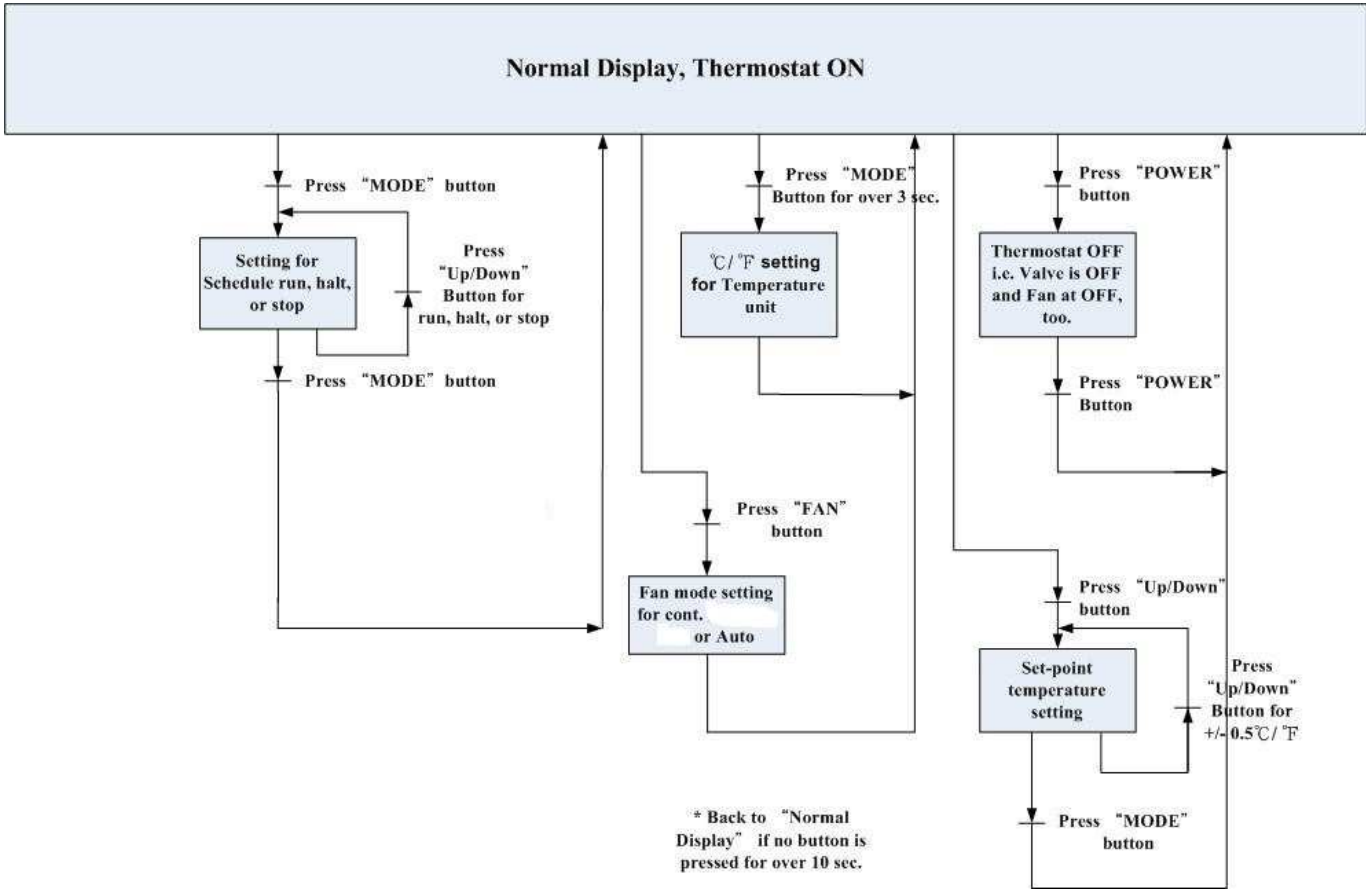 Normal Display, Thermostat ON
Press “MODE” button
Setting for
Schedule run, halt,
or stop
Press
“Up/Down”
Button for
run, halt, or stop
Press “MODE” button
Press “MODE”
Button for over 3 sec.
℃/℉ setting
for Temperature
unit
Press “FAN”
button
Fan mode setting
for cont.
or Auto
Press “POWER”
button
Thermostat OFF
i.e. Valve is OFF
and Fan at OFF,
too.
Press “POWER”
Button
Press “Up/Down”
button
Set-point
temperature
setting
Press
“Up/Down”
Button for
+/- 0.5℃/℉
Press “MODE”
button
* Back to “Normal
Display” if no button is
pressed for over 10 sec.